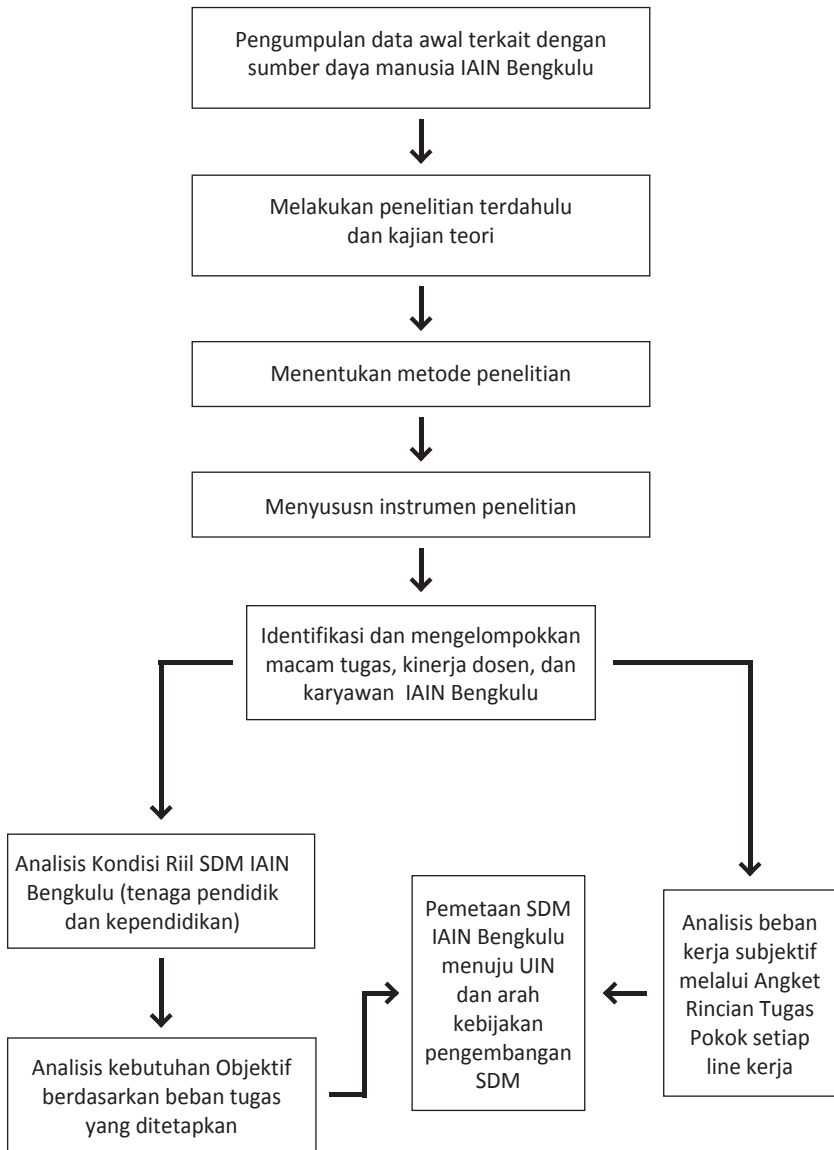 Pengumpulan data awal terkait dengan
sumber daya manusia IAIN Bengkulu
Melakukan penelitian terdahulu
dan kajian teori
Menentukan metode penelitian
Menyususn instrumen penelitian
Identifikasi dan mengelompokkan
macam tugas, kinerja dosen, dan
karyawan IAIN Bengkulu
Analisis Kondisi Riil SDM IAIN
Bengkulu (tenaga pendidik
dan kependidikan)
Analisis kebutuhan Objektif
berdasarkan beban tugas
yang ditetapkan
Pemetaan SDM
IAIN Bengkulu
menuju UIN
dan arah
kebijakan
pengembangan
SDM
Analisis beban
kerja subjektif
melalui Angket
Rincian Tugas
Pokok setiap
line kerja